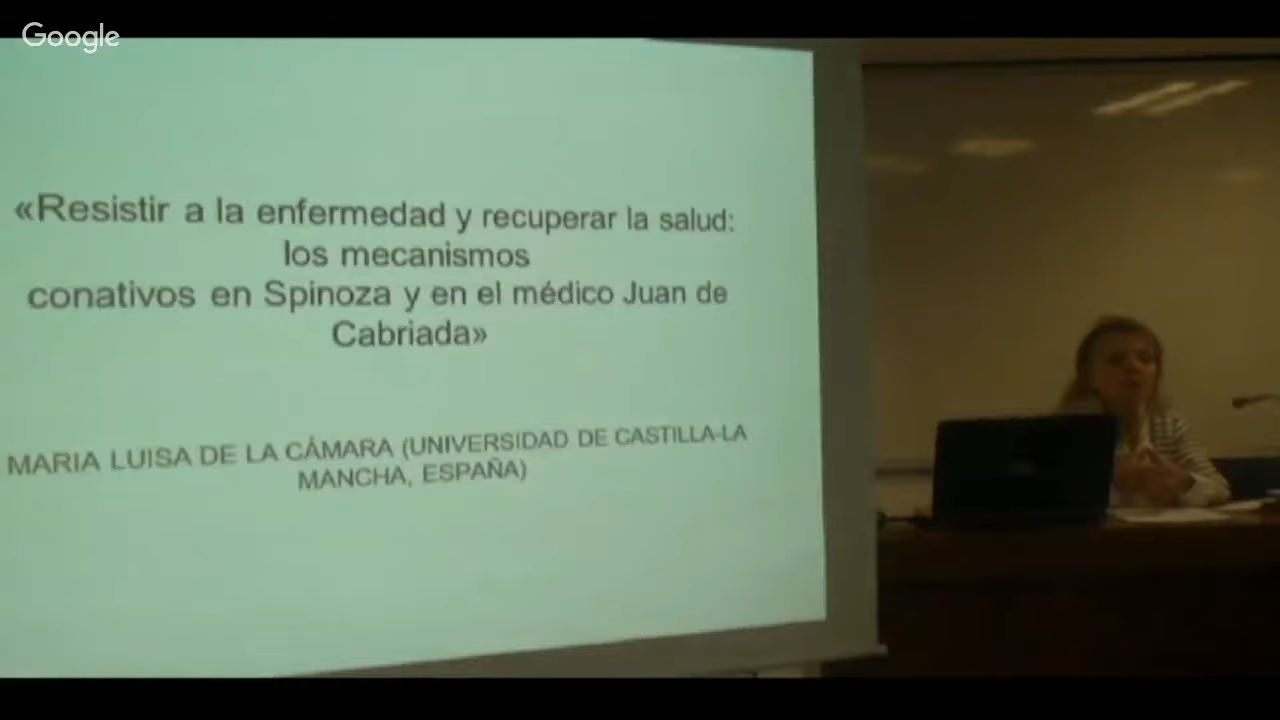 Google
«Resistir a la enfermedad y recuperar la salud:
los mecanismos
conativos en Spinoza y en el médico Juan de
Cabriada»
MARIA LUISA DE LA CÁMARA (UNIVERSIDAD DE CASTILLA-LA
MANCHA, ESPAÑA)